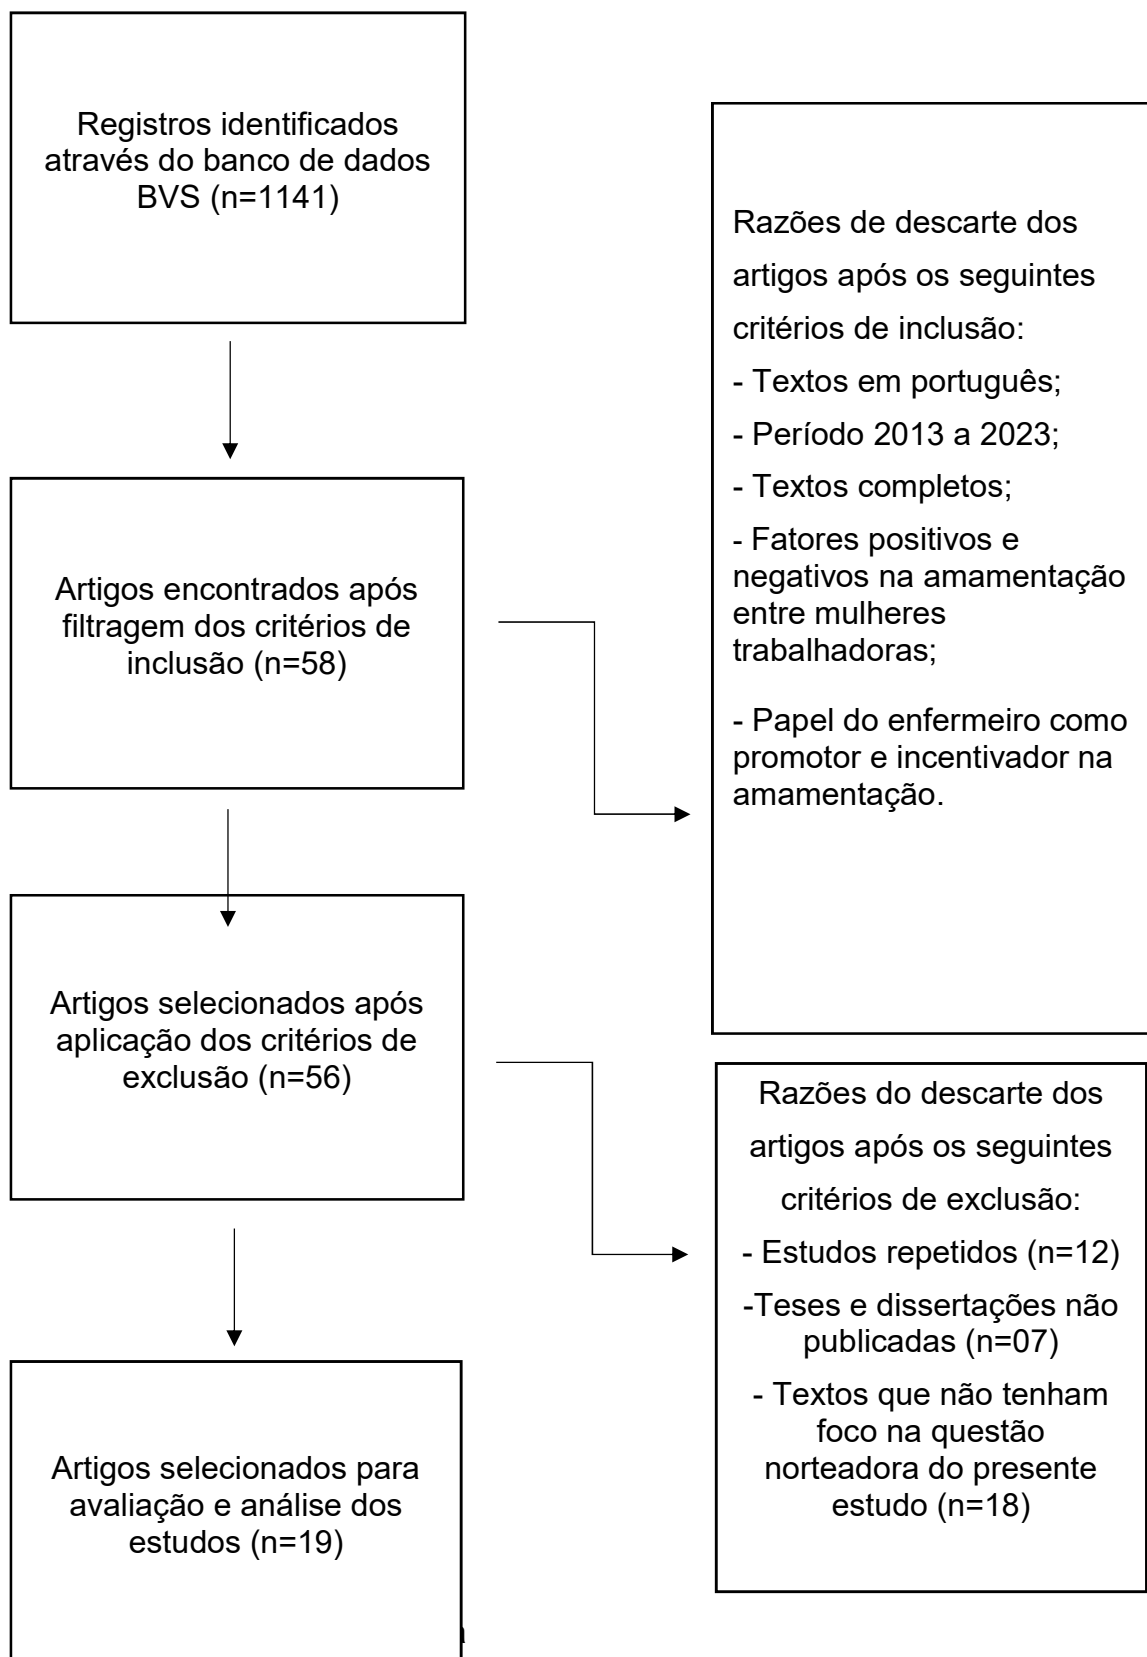 Registros identificados
através do banco de dados
BVS (n=1141)
Razões de descarte dos
artigos após os seguintes
critérios de inclusão:
- Textos em português;
- Período 2013 a 2023;
- Textos completos;
- Fatores positivos e
negativos na amamentação
entre mulheres
trabalhadoras;
- Papel do enfermeiro como
promotor e incentivador na
amamentação.
Artigos encontrados após
filtragem dos critérios de
inclusão (n=58)
Artigos selecionados após
aplicação dos critérios de
exclusão (n=56)
Razões do descarte dos
artigos após os seguintes
critérios de exclusão:
- Estudos repetidos (n=12)
-Teses e dissertações não
publicadas (n=07)
- Textos que não tenham
foco na questão
norteadora do presente
estudo (n=18)
Artigos selecionados para
avaliação e análise dos
estudos (n=19)